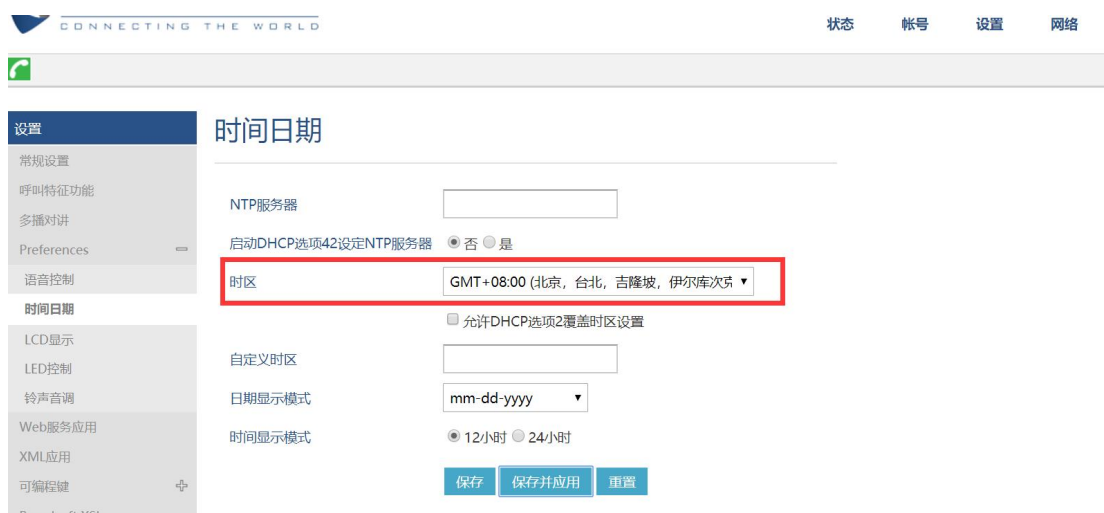 CONNECTING THE WORLD
状态 帐号 设置 网络
设置
常规设置
呼叫特征功能
多播对讲
Preferences
语音控制
时间日期
LCD显示
LED控制
铃声音调
Web服务应用
XML应用
可编程键
时间日期
NTP服务器
启动DHCP选项42设定NTP服务器 否 是
时区 GMT+08:00 (北京，台北，吉隆坡，伊尔库次克
允许DHCP选项2覆盖时区设置
自定义时区
日期显示模式 mm-dd-yyyy
时间显示模式 12小时 24小时
保存 保存并应用 重置